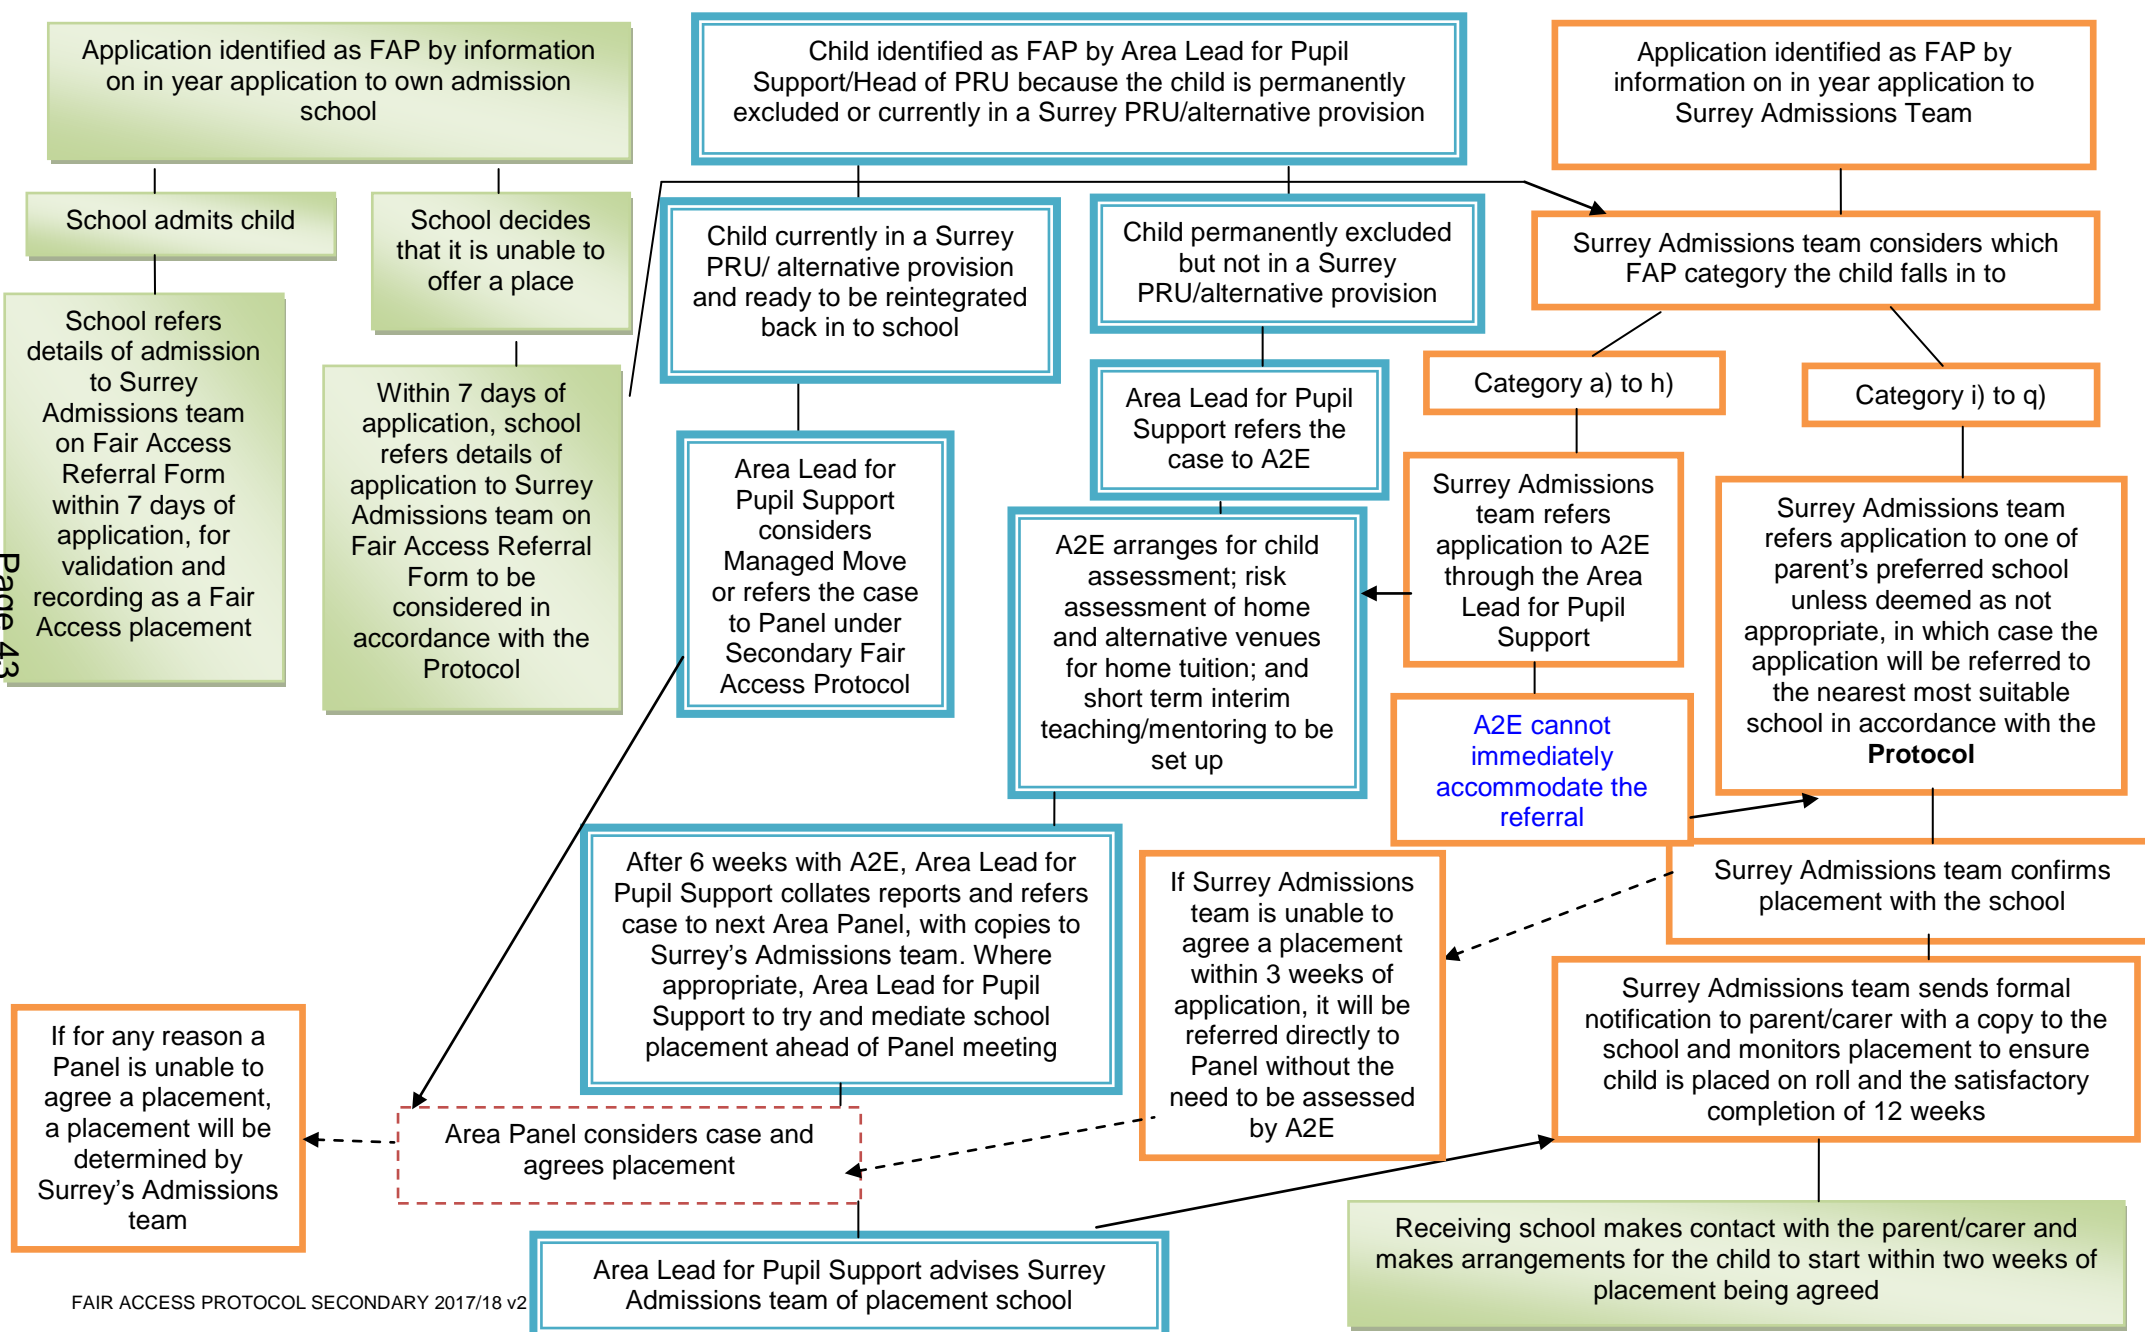 Application identified as FAP by information
on in year application to own admission
school
Child identified as FAP by Area Lead for Pupil
Support/Head of PRU because the child is permanently
excluded or currently in a Surrey PRU/alternative provision
Application identified as FAP by
information on in year application to
Surrey Admissions Team
School admits child
School decides
that it is unable to
offer a place
Child currently in a Surrey
PRU/ alternative provision
and ready to be reintegrated
back in to school
Child permanently excluded
but not in a Surrey
PRU/alternative provision
Surrey Admissions team considers which
FAP category the child falls in to
School refers
details of admission
to Surrey
Admissions team
on Fair Access
Referral Form
within 7 days of
application, for
validation and
recording as a Fair
Access placement
Within 7 days of
application, school
refers details of
application to Surrey
Admissions team on
Fair Access Referral
Form to be
considered in
accordance with the
Protocol
Area Lead for
Pupil Support
considers
Managed Move
or refers the case
to Panel under
Secondary Fair
Access Protocol
Area Lead for Pupil
Support refers the
case to A2E
Category a) to h)
Category i) to q)
A2E arranges for child
assessment; risk
assessment of home
and alternative venues
for home tuition; and
short term interim
teaching/mentoring to be
set up
Surrey Admissions
team refers
application to A2E
through the Area
Lead for Pupil
Support
Surrey Admissions team
refers application to one of
parent's preferred school
unless deemed as not
appropriate, in which case the
application will be referred to
the nearest most suitable
school in accordance with the
Protocol
A2E cannot
immediately
accommodate the
referral
After 6 weeks with A2E, Area Lead for
Pupil Support collates reports and refers
case to next Area Panel, with copies to
Surrey's Admissions team. Where
appropriate, Area Lead for Pupil
Support to try and mediate school
placement ahead of Panel meeting
If Surrey Admissions
team is unable to
agree a placement
within 3 weeks of
application, it will be
referred directly to
Panel without the
need to be assessed
by A2E
Surrey Admissions team confirms
placement with the school
Surrey Admissions team sends formal
notification to parent/carer with a copy to the
school and monitors placement to ensure
child is placed on roll and the satisfactory
completion of 12 weeks
If for any reason a
Panel is unable to
agree a placement,
a placement will be
determined by
Surrey's Admissions
team
Area Panel considers case and
agrees placement
Area Lead for Pupil Support advises Surrey
Admissions team of placement school
Receiving school makes contact with the parent/carer and
makes arrangements for the child to start within two weeks of
placement being agreed
FAIR ACCESS PROTOCOL SECONDARY 2017/18 v2
Page 43